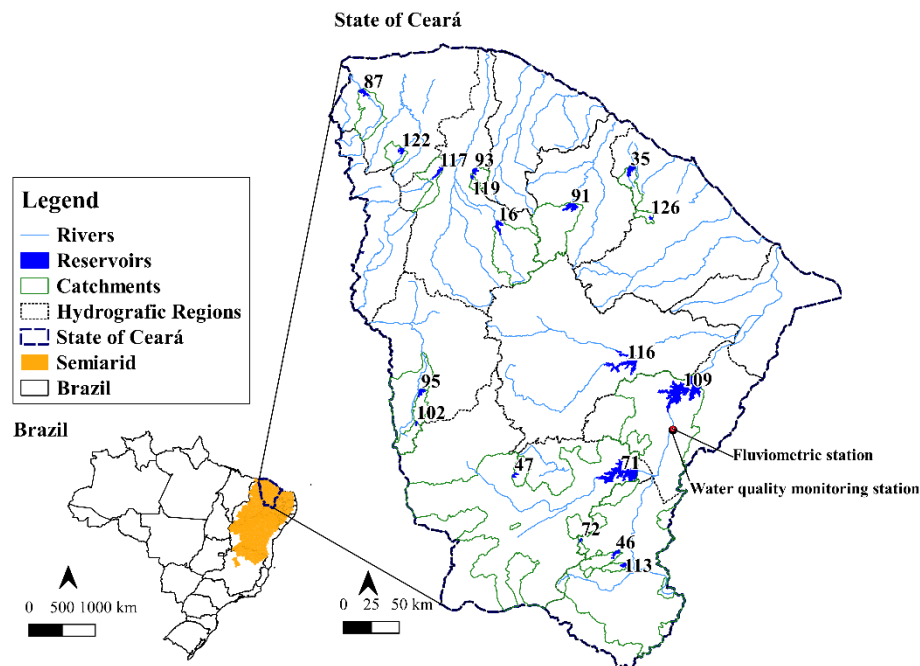 State of Ceará
87
122
117
93
119
35
16
91
126
Legend
Rivers
Reservoirs
Catchments
Hydrografic Regions
State of Ceará
Semiarid
Brazil
116
109
95
102
Brazil
Fluviometric station
47
71
Water quality monitoring station
72
46
113
0 500 1000 km
0 25 50 km